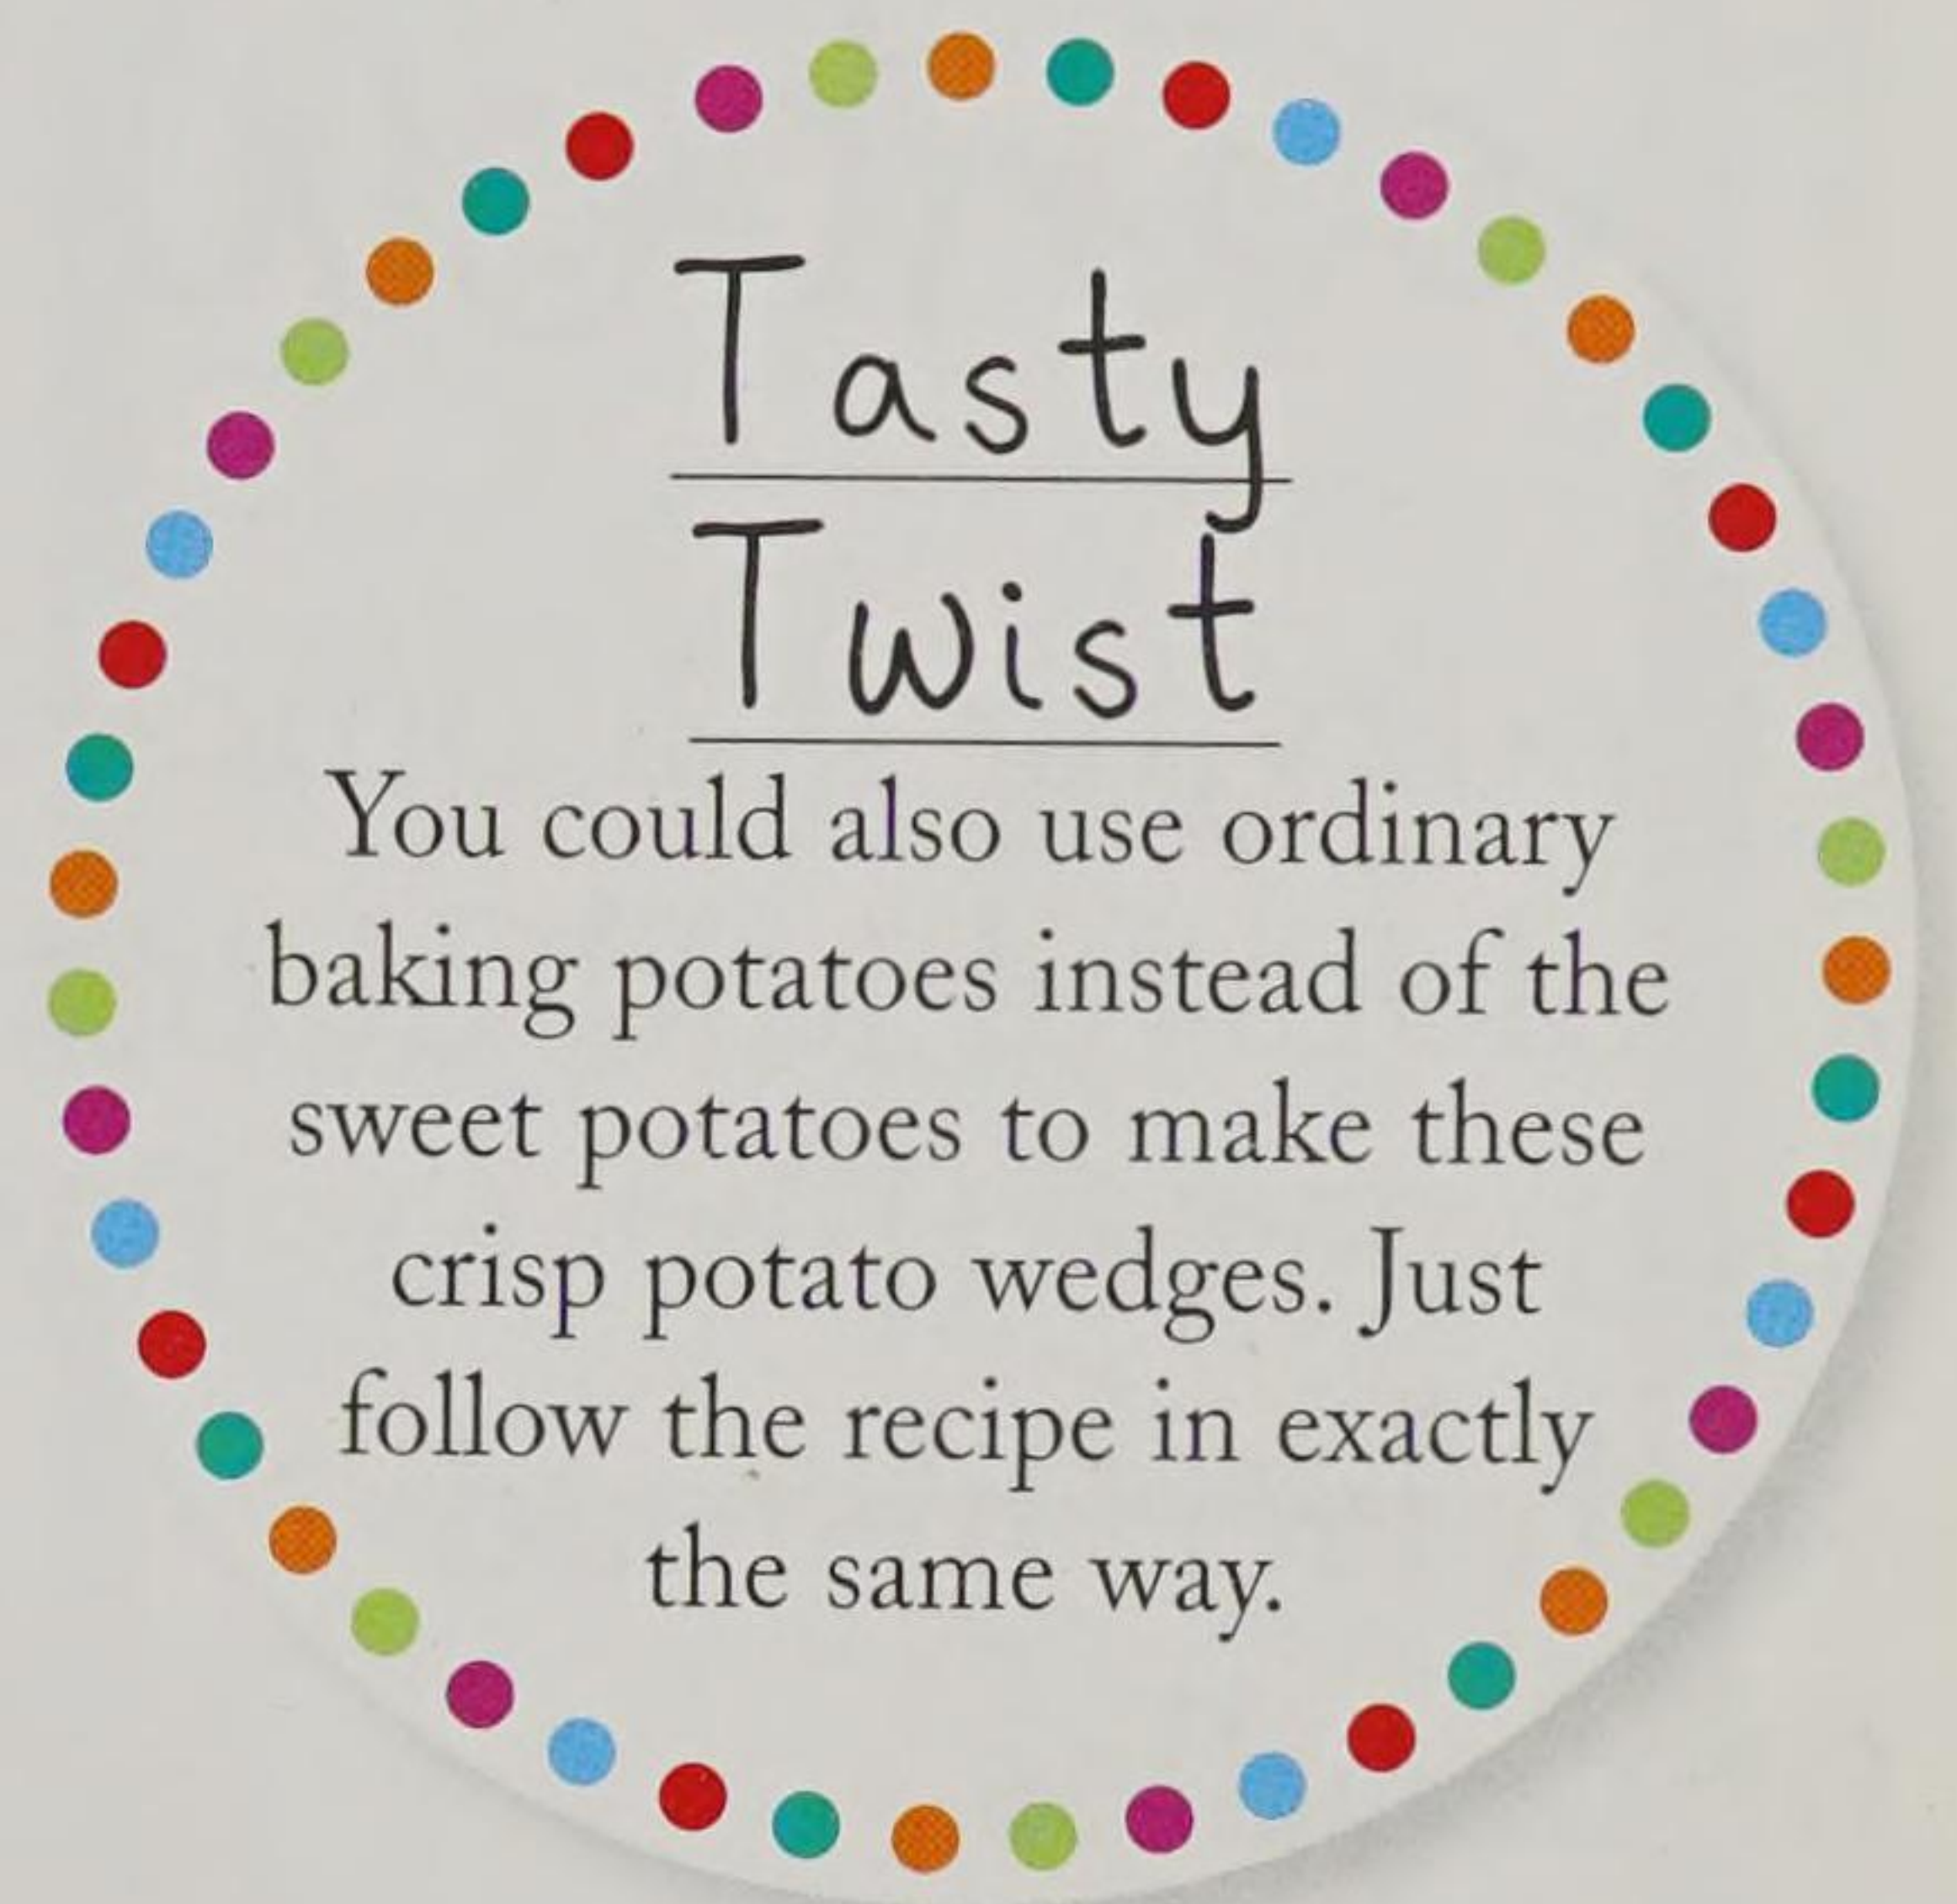 Tasty
Twist
You could also use ordinary
baking potatoes instead of the
sweet potatoes to make these
crisp potato wedges. Just
follow the recipe in exactly
the same way.